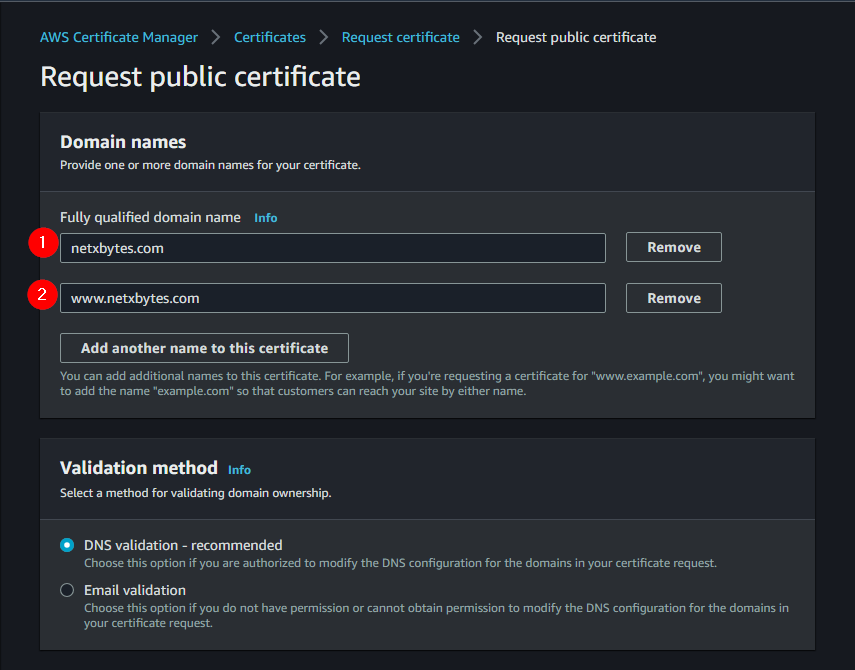 AWS Certificate Manager > Certificates > Request certificate > Request public certificate
Request public certificate
Domain names
Provide one or more domain names for your certificate.
Fully qualified domain name Info
1 netxbytes.com Remove
2 www.netxbytes.com Remove
Add another name to this certificate
You can add additional names to this certificate. For example, if you're requesting a certificate for "www.example.com", you might want
to add the name "example.com" so that customers can reach your site by either name.
Validation method Info
Select a method for validating domain ownership.
DNS validation - recommended
Choose this option if you are authorized to modify the DNS configuration for the domains in your certificate request.
Email validation
Choose this option if you do not have permission or cannot obtain permission to modify the DNS configuration for the domains in
your certificate request.